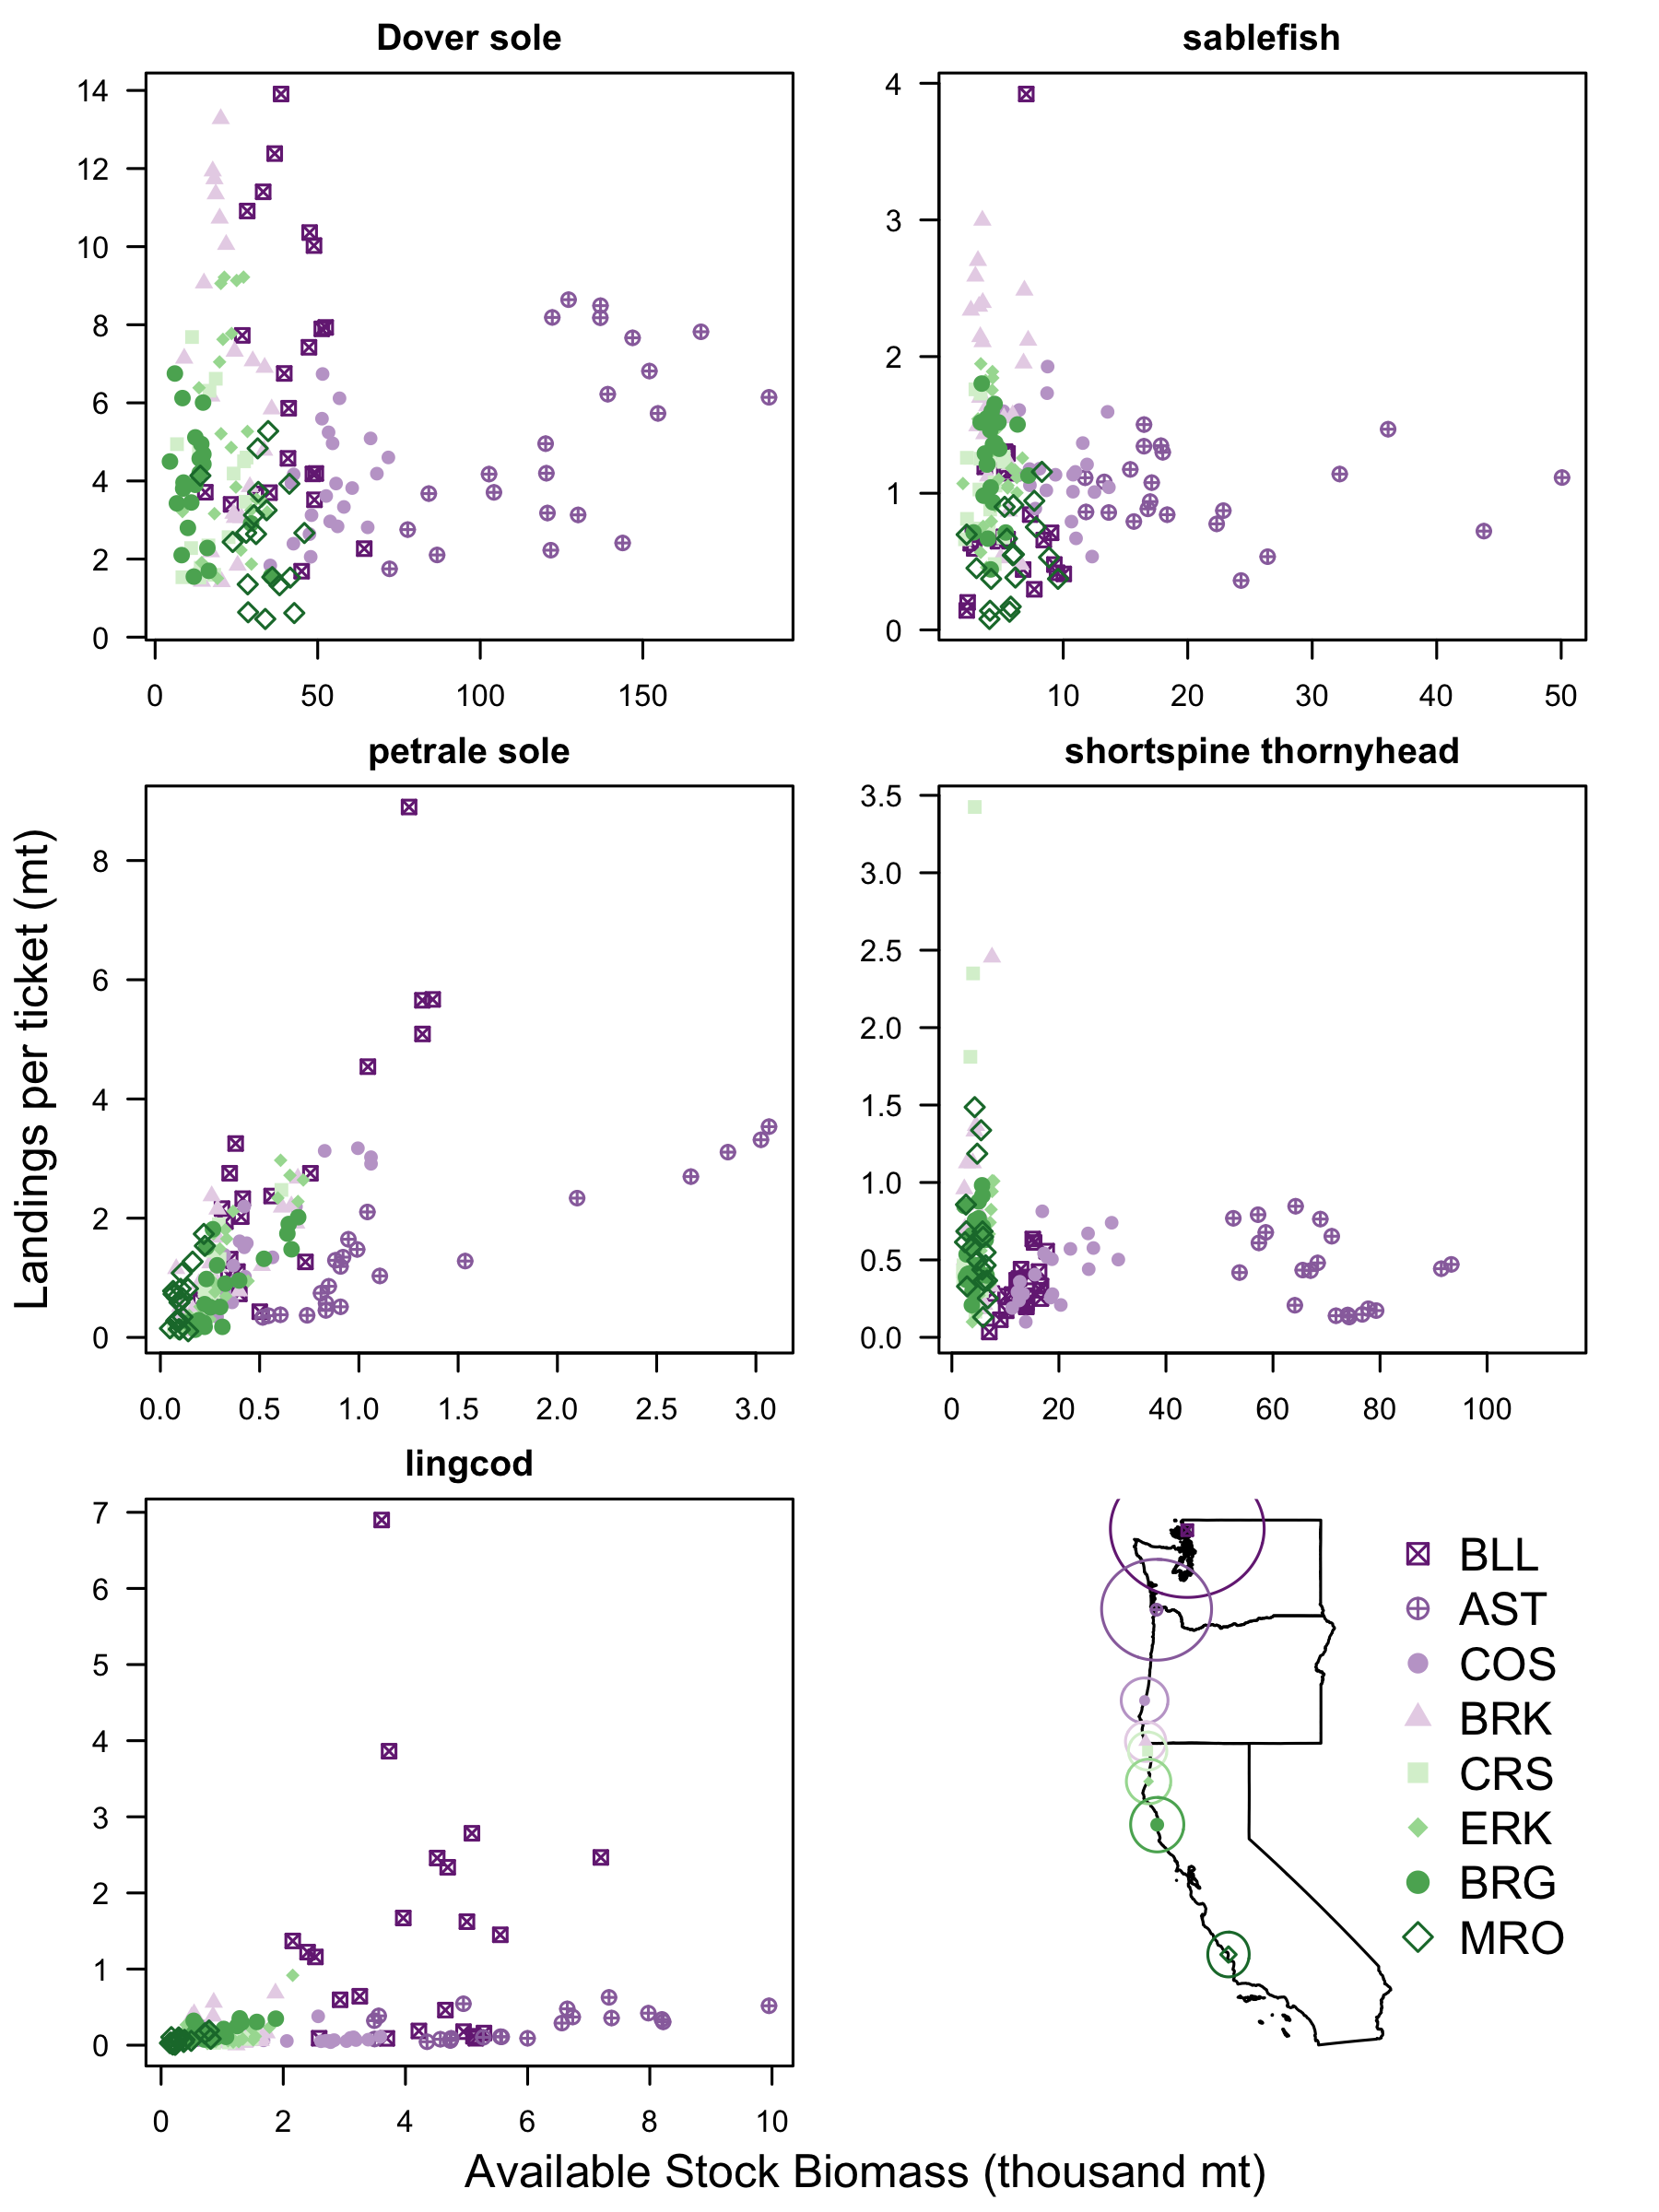 Dover sole
sablefish
14
12
10
8
6
4
2
0
0 50 100 150
4
3
2
1
0
10 20 30 40 50
petrale sole
shortspine thornyhead
Landings per ticket (mt)
8
6
4
2
0
0.0 0.5 1.0 1.5 2.0 2.5 3.0
3.5
3.0
2.5
2.0
1.5
1.0
0.5
0.0
0 20 40 60 80 100
lingcod
7
6
5
4
3
2
1
0
0 2 4 6 8 10
BLL
AST
COS
BRK
CRS
ERK
BRG
MRO
Available Stock Biomass (thousand mt)